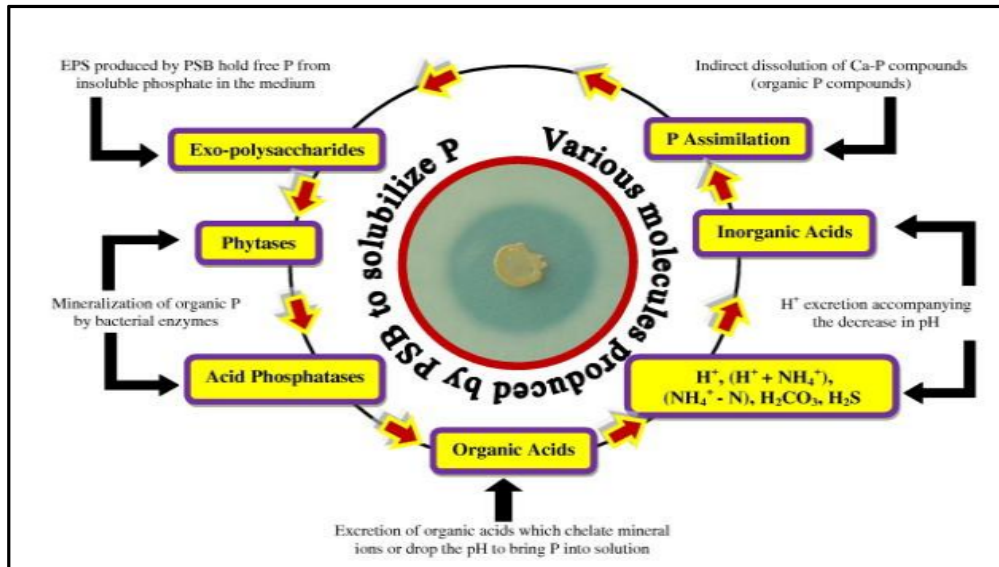 EPS produced by PSB hold free P from
insoluble phosphate in the medium
Indirect dissolution of Ca-P compounds
(organic P compounds)
Exo-polysaccharides
P Assimilation
Various molecules produced by PSB to solubilize P
Phytases
Inorganic Acids
Mineralization of organic P
by bacterial enzymes
H⁺ excretion accompanying
the decrease in pH
Acid Phosphatases
H⁺, (H⁺ + NH₄⁺),
(NH₄⁺ - N), H₂CO₃, H₂S
Organic Acids
Excretion of organic acids which chelate mineral
ions or drop the pH to bring P into solution